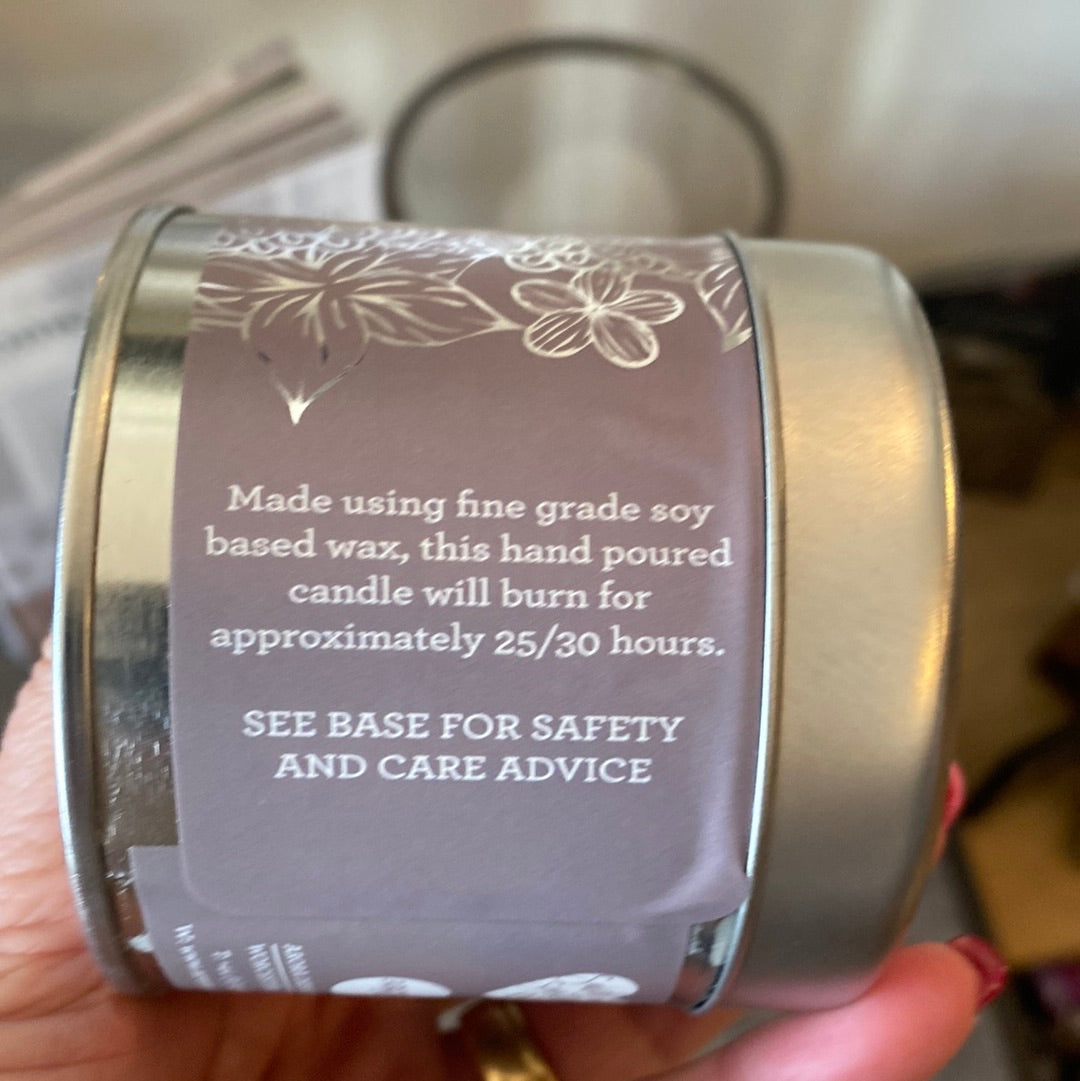 Made using fine grade soy
based wax, this hand poured
candle will burn for
approximately 25/30 hours.
SEE BASE FOR SAFETY
AND CARE ADVICE